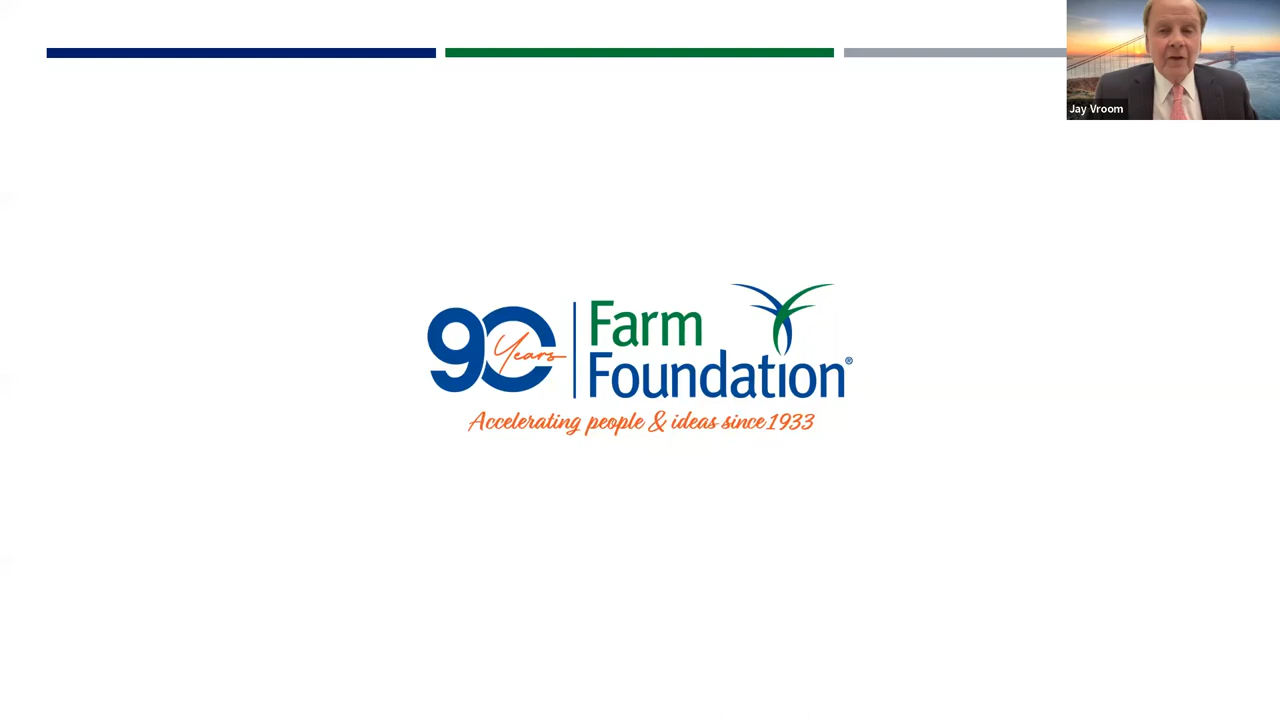 Jay Vroom
90 Years
Farm
Foundation®
Accelerating people & ideas since 1933